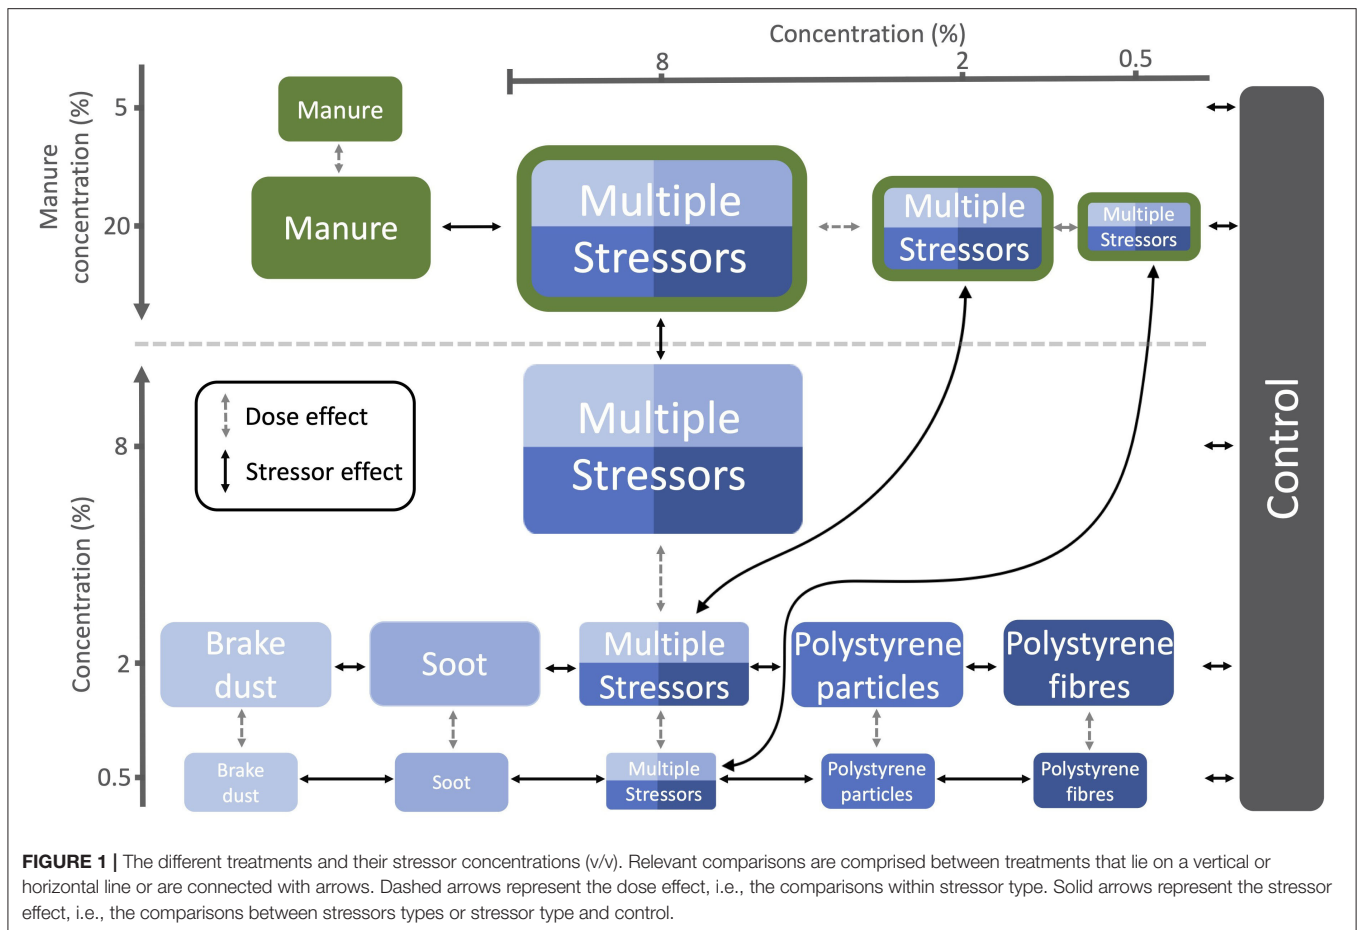 Concentration (%)
8
2
0.5
Manure
concentration (%)
5
20
Manure
Manure
Multiple
Stressors
Multiple
Stressors
Multiple
Stressors
Control
Dose effect
Stressor effect
Concentration (%)
8
2
0.5
Multiple
Stressors
Brake
dust
Soot
Multiple
Stressors
Polystyrene
particles
Polystyrene
fibres
Brake
dust
Soot
Multiple
Stressors
Polystyrene
particles
Polystyrene
fibres
FIGURE 1 | The different treatments and their stressor concentrations (v/v). Relevant comparisons are comprised between treatments that lie on a vertical or
horizontal line or are connected with arrows. Dashed arrows represent the dose effect, i.e., the comparisons within stressor type. Solid arrows represent the stressor
effect, i.e., the comparisons between stressors types or stressor type and control.